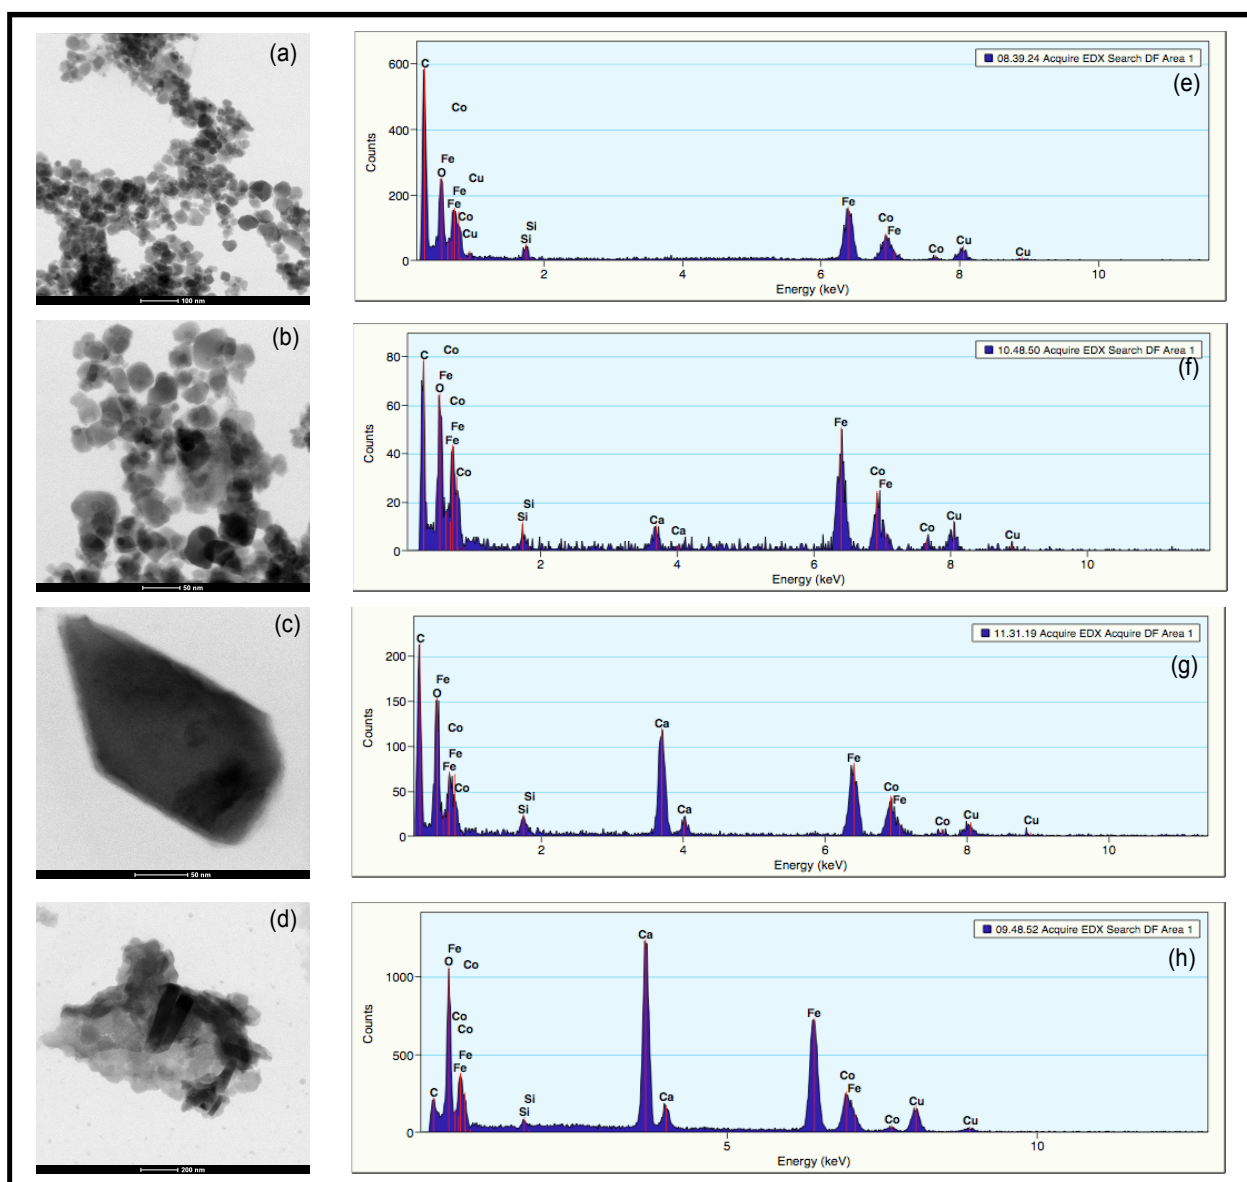 (a)
100 nm
(b)
50 nm
(c)
50 nm
(d)
200 nm
08.39.24 Acquire EDX Search DF Area 1
(e)
Counts
600
400
200
0
C
Co
Fe
O
Cu
Fe
Fe
Co
Cu
Si
Si
Fe
Co
Fe
Co
Cu
Cu
2 4 6 8 10
Energy (keV)
10.48.50 Acquire EDX Search DF Area 1
(f)
Counts
80
60
40
20
0
C
Co
Fe
O
Co
Fe
Fe
Co
Si
Si
Ca
Ca
Fe
Co
Fe
Co
Cu
Cu
2 4 6 8 10
Energy (keV)
11.31.19 Acquire EDX Acquire DF Area 1
(g)
Counts
200
150
100
50
0
C
Fe
O
Co
Fe
Fe
Co
Si
Si
Ca
Ca
Fe
Co
Fe
Co
Cu
Cu
2 4 6 8 10
Energy (keV)
09.48.52 Acquire EDX Search DF Area 1
(h)
Counts
1000
500
0
Fe
O
Co
Co
Co
Fe
Fe
C
Si
Si
Ca
Ca
Fe
Co
Fe
Co
Cu
Cu
5 10
Energy (keV)